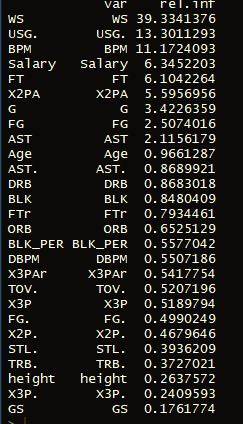 var rel.inf
WS WS 39.3341376
USG. USG. 13.3011293
BPM BPM 11.1724093
Salary Salary 6.3452203
FT FT 6.1042264
X2PA X2PA 5.5956956
G G 3.4226359
FG FG 2.5074016
AST AST 2.1156179
Age Age 0.9661287
AST. AST. 0.8689921
DRB DRB 0.8683018
BLK BLK 0.8480409
FTr FTr 0.7934461
ORB ORB 0.6525129
BLK_PER BLK_PER 0.5577042
DBPM DBPM 0.5507186
X3PAr X3PAr 0.5417754
TOV. TOV. 0.5207196
X3P X3P 0.5189794
FG. FG. 0.4990249
X2P. X2P. 0.4679646
STL. STL. 0.3936209
TRB. TRB. 0.3727021
height height 0.2637572
X3P. X3P. 0.2409593
GS GS 0.1761774
>